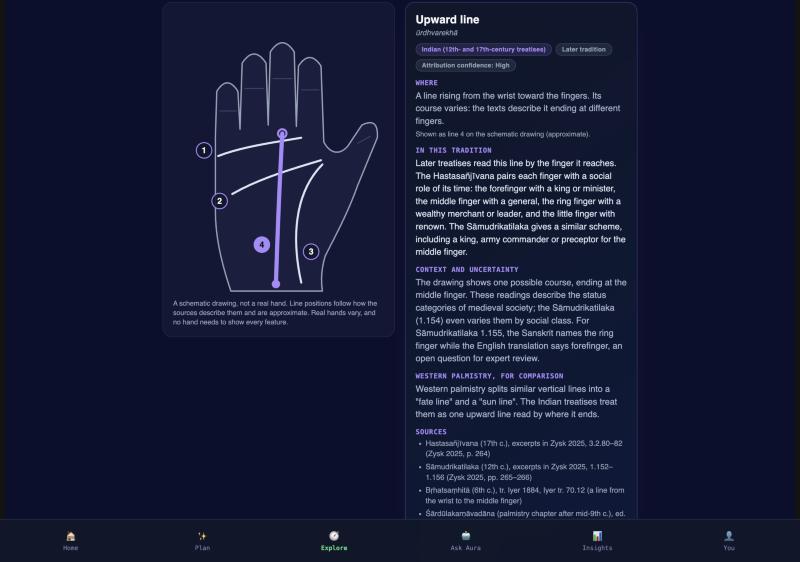 1
2
4
3
A schematic drawing, not a real hand. Line positions follow how the
sources describe them and are approximate. Real hands vary, and
no hand needs to show every feature.
Upward line
ūrdhvarekhā
Indian (12th- and 17th-century treatises)
Later tradition
Attribution confidence: High
WHERE
A line rising from the wrist toward the fingers. Its
course varies: the texts describe it ending at different
fingers.
Shown as line 4 on the schematic drawing (approximate).
IN THIS TRADITION
Later treatises read this line by the finger it reaches.
The Hastasañjīvana pairs each finger with a social
role of its time: the forefinger with a king or minister,
the middle finger with a general, the ring finger with a
wealthy merchant or leader, and the little finger with
renown. The Sāmudrikatilaka gives a similar scheme,
including a king, army commander or preceptor for the
middle finger.
CONTEXT AND UNCERTAINTY
The drawing shows one possible course, ending at the
middle finger. These readings describe the status
categories of medieval society; the Sāmudrikatilaka
(1.154) even varies them by social class. For
Sāmudrikatilaka 1.155, the Sanskrit names the ring
finger while the English translation says forefinger, an
open question for expert review.
WESTERN PALMISTRY, FOR COMPARISON
Western palmistry splits similar vertical lines into a
"fate line" and a "sun line". The Indian treatises treat
them as one upward line read by where it ends.
SOURCES
• Hastasañjīvana (17th c.), excerpts in Zysk 2025, 3.2.80–82
(Zysk 2025, p. 264)
• Sāmudrikatilaka (12th c.), excerpts in Zysk 2025, 1.152–
1.156 (Zysk 2025, pp. 265–266)
• Bṛhatsaṃhitā (6th c.), tr. Iyer 1884, Iyer tr. 70.12 (a line from
the wrist to the middle finger)
• Śārdūlakarṇāvadāna (palmistry chapter after mid-9th c.), ed.
Home
Plan
Explore
Ask Aura
Insights
You